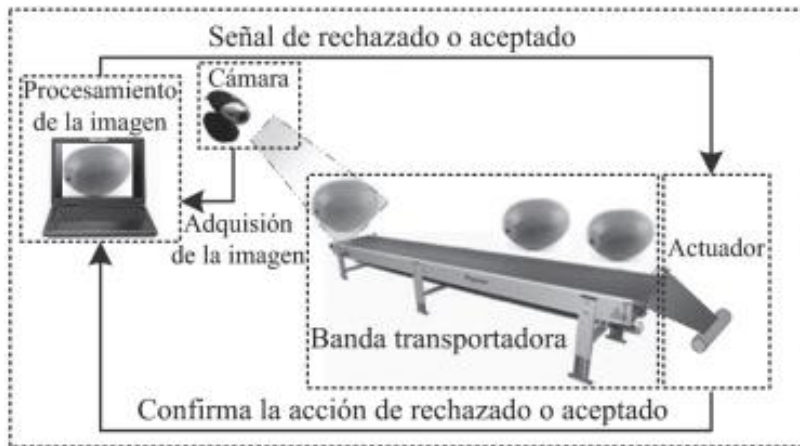 Señal de rechazado o aceptado
Procesamiento
de la imagen
Cámara
Adquisión
de la imagen
Banda transportadora
Actuador
Confirma la acción de rechazado o aceptado